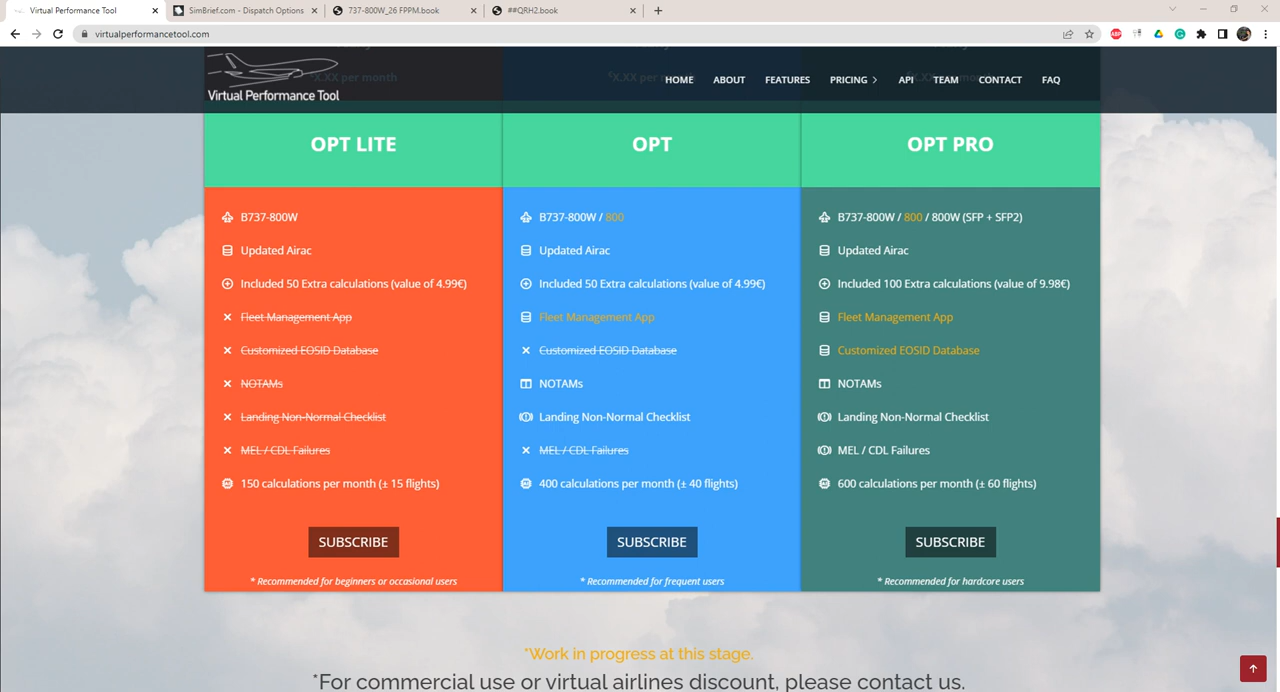 Virtual Performance Tool
SimBrief.com - Dispatch Options
737-800W_26 FPPM.book
##QRH2.book
virtualperformancetool.com
ABP
Virtual Performance Tool
X,XX per month
X,XX per
HOME
ABOUT
FEATURES
PRICING
API
TEAM
CONTACT
FAQ
OPT LITE
OPT
OPT PRO
B737-800W
Updated Airac
Included 50 Extra calculations (value of 4.99€)
Fleet Management App
Customized EOSID Database
NOTAMs
Landing Non-Normal Checklist
MEL / CDL Failures
150 calculations per month (± 15 flights)
SUBSCRIBE
* Recommended for beginners or occasional users
B737-800W / 800
Updated Airac
Included 50 Extra calculations (value of 4.99€)
Fleet Management App
Customized EOSID Database
NOTAMs
Landing Non-Normal Checklist
MEL / CDL Failures
400 calculations per month (± 40 flights)
SUBSCRIBE
* Recommended for frequent users
B737-800W / 800 / 800W (SFP + SFP2)
Updated Airac
Included 100 Extra calculations (value of 9.98€)
Fleet Management App
Customized EOSID Database
NOTAMs
Landing Non-Normal Checklist
MEL / CDL Failures
600 calculations per month (± 60 flights)
SUBSCRIBE
* Recommended for hardcore users
*Work in progress at this stage.
*For commercial use or virtual airlines discount, please contact us.